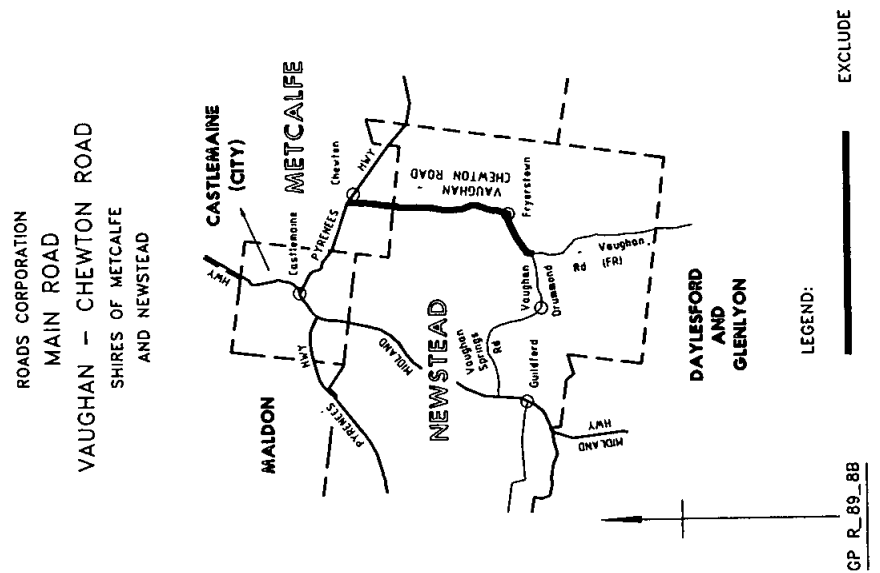 ROADS CORPORATION
MAIN ROAD
VAUGHAN – CHEWTON ROAD
SHIRES OF METCALFE
AND NEWSTEAD
CASTLEMAINE
(CITY)
METCALFE
HWY
Castlemaine
PYRENEES
Chewton
HWY
MALDON
HWY
PYRENEES
MIDLAND
NEWSTEAD
VAUGHAN
CHEWTON ROAD
Fryerstown
Vaughan
Springs
Rd
Vaughan
Drummond
Rd
Vaughan
(FR)
Guildford
MIDLAND
HWY
DAYLESFORD
AND
GLENLYON
LEGEND:
EXCLUDE
GP R_89_8B